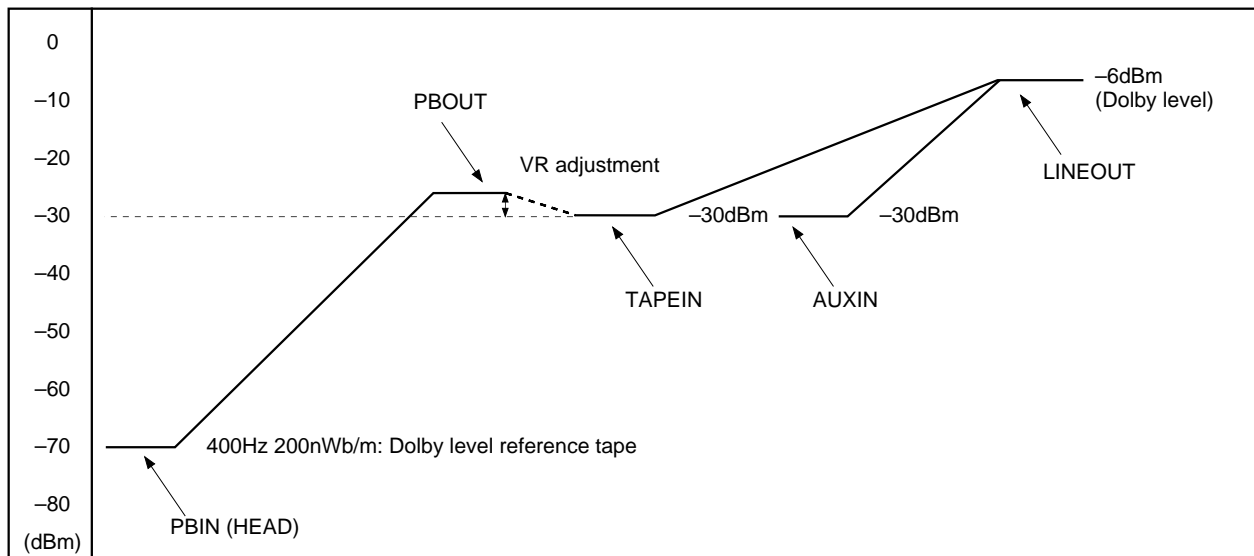 0
–10
–20
–30
–40
–50
–60
–70
–80
(dBm)
PBOUT
VR adjustment
–6dBm
(Dolby level)
LINEOUT
–30dBm
–30dBm
TAPEIN
AUXIN
400Hz 200nWb/m: Dolby level reference tape
PBIN (HEAD)